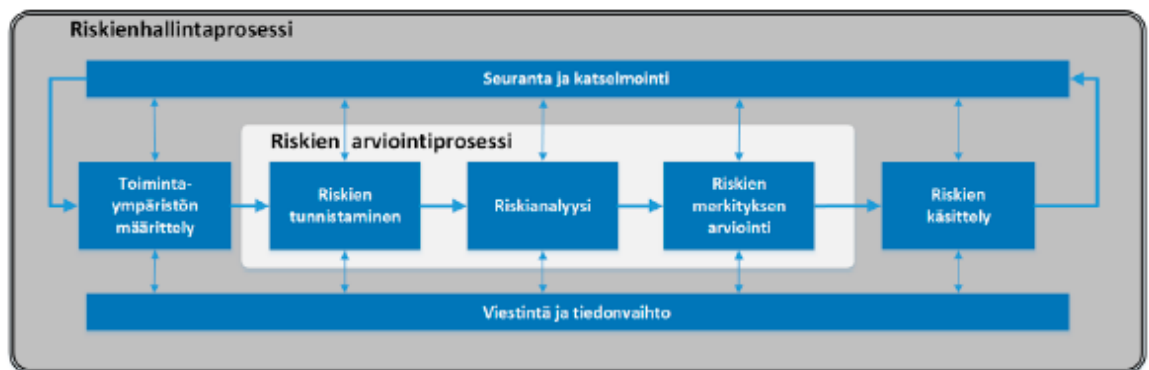 Riskienhallintaprosessi
Seuranta ja katselmointi
Riskien arviointiprosessi
Toiminta-
ympäristön
määrittely
Riskien
tunnistaminen
Riskianalyysi
Riskien
merkityksen
arviointi
Riskien
käsittely
Viestintä ja tiedonvaihto